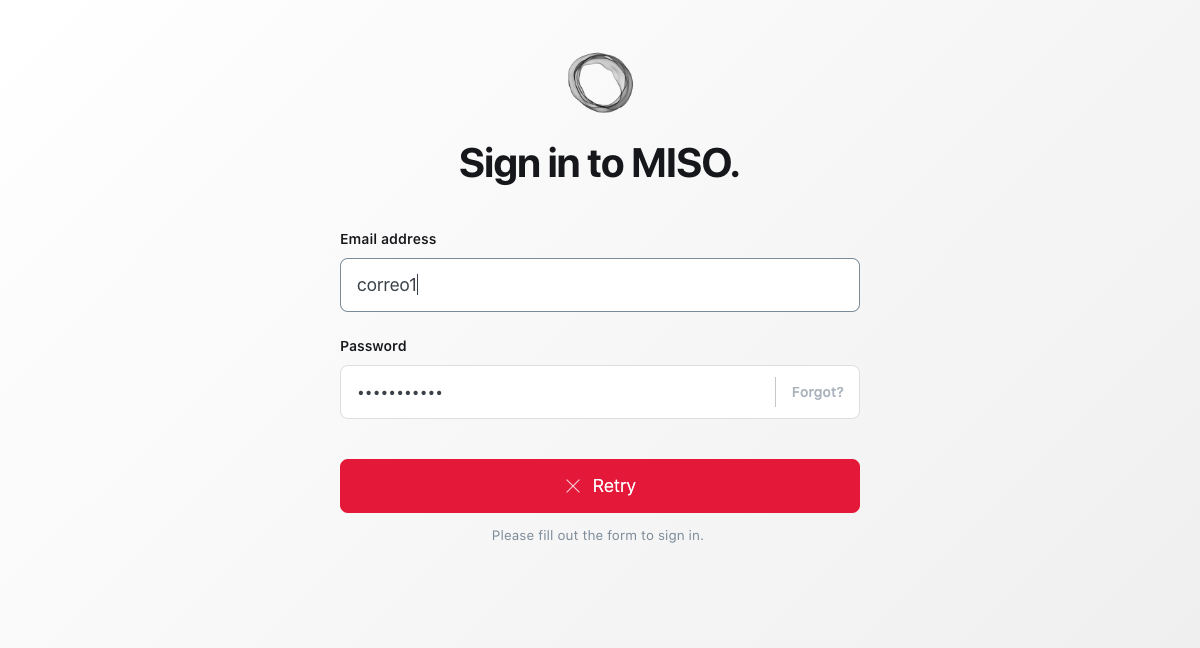 Sign in to MISO.
Email address
correo1
Password
•••••••••••
Forgot?
Retry
Please fill out the form to sign in.